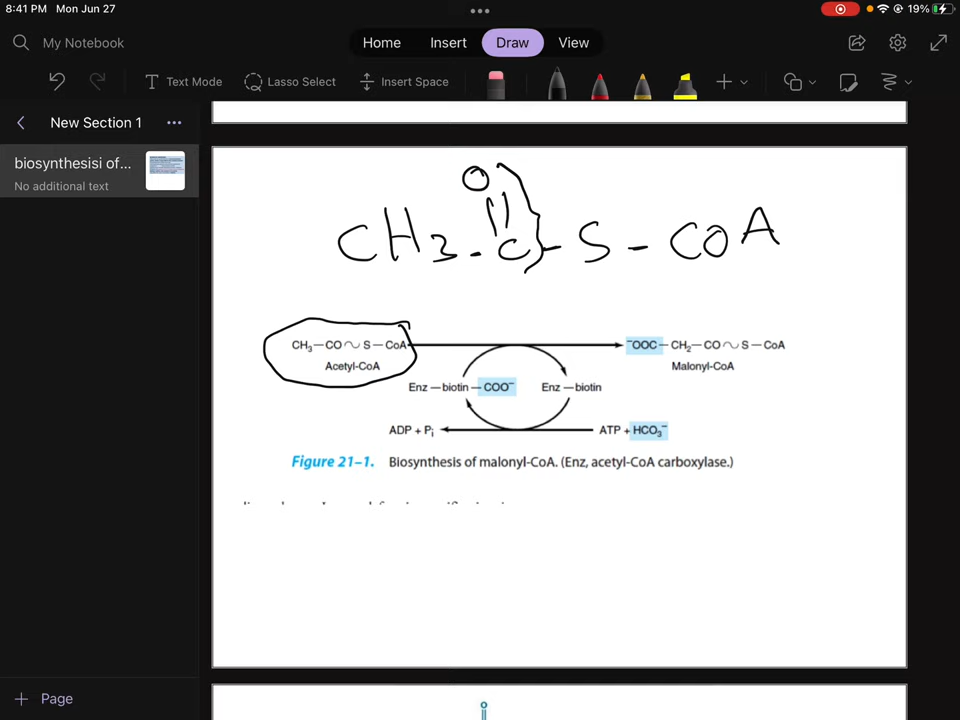 8:41 PM Mon Jun 27
19%
My Notebook
Home Insert Draw View
Text Mode Lasso Select Insert Space
New Section 1
biosynthesisi of...
No additional text
O
CH3-C-S-COA
CH₃—CO~S—CoA
Acetyl-CoA
⁻OOC—CH₂—CO~S—CoA
Malonyl-CoA
Enz—biotin—COO⁻
Enz—biotin
ADP + Pᵢ
ATP + HCO₃⁻
Figure 21–1. Biosynthesis of malonyl-CoA. (Enz, acetyl-CoA carboxylase.)
+ Page